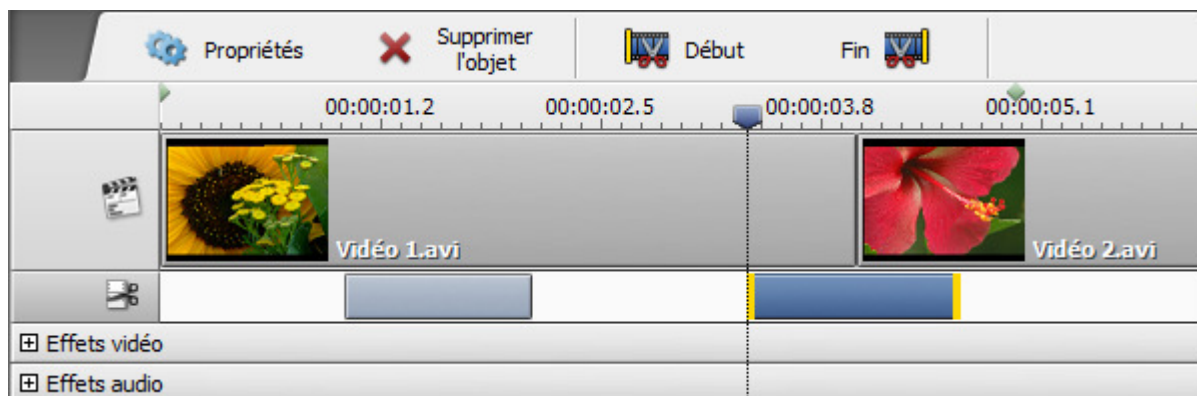 Propriétés
Supprimer
l'objet
Début
Fin
00:00:01.2
00:00:02.5
00:00:03.8
00:00:05.1
Vidéo 1.avi
Vidéo 2.avi
Effets vidéo
Effets audio